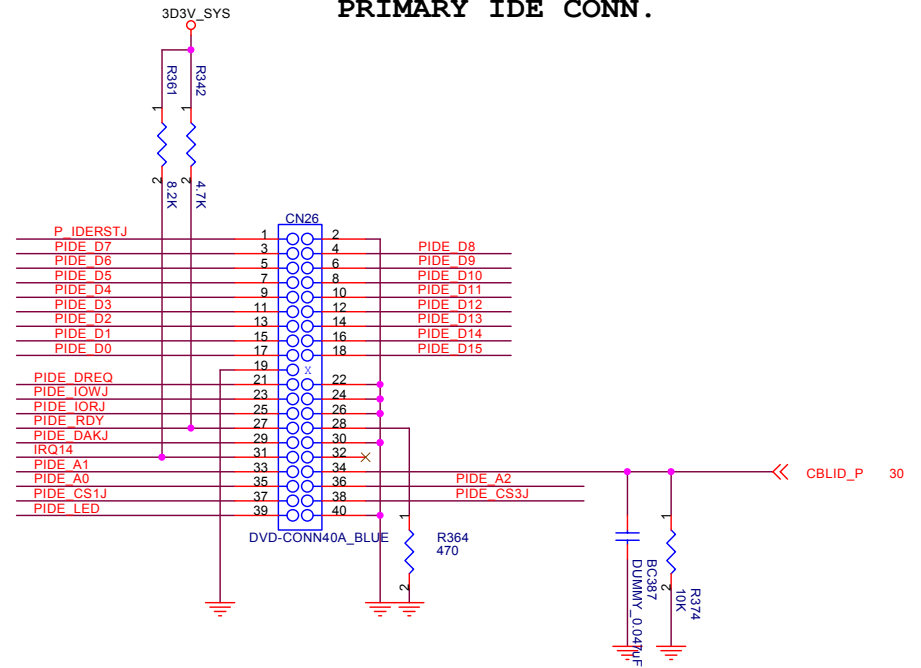 PRIMARY IDE CONN.
3D3V_SYS
R361
R342
1
1
2
2
8.2K
4.7K
CN26
P_IDERSTJ 1 2
PIDE_D7 3 4 PIDE_D8
PIDE_D6 5 6 PIDE_D9
PIDE_D5 7 8 PIDE_D10
PIDE_D4 9 10 PIDE_D11
PIDE_D3 11 12 PIDE_D12
PIDE_D2 13 14 PIDE_D13
PIDE_D1 15 16 PIDE_D14
PIDE_D0 17 18 PIDE_D15
19 X
PIDE_DREQ 21 22
PIDE_IOWJ 23 24
PIDE_IORJ 25 26
PIDE_RDY 27 28
PIDE_DAKJ 29 30
IRQ14 31 32
PIDE_A1 33 34 CBLID_P 30
PIDE_A0 35 36 PIDE_A2
PIDE_CS1J 37 38 PIDE_CS3J
PIDE_LED 39 40
DVD-CONN40A_BLUE
1
R364
470
2
BC387
DUMMY_0.047uF
1
2
R374
10K